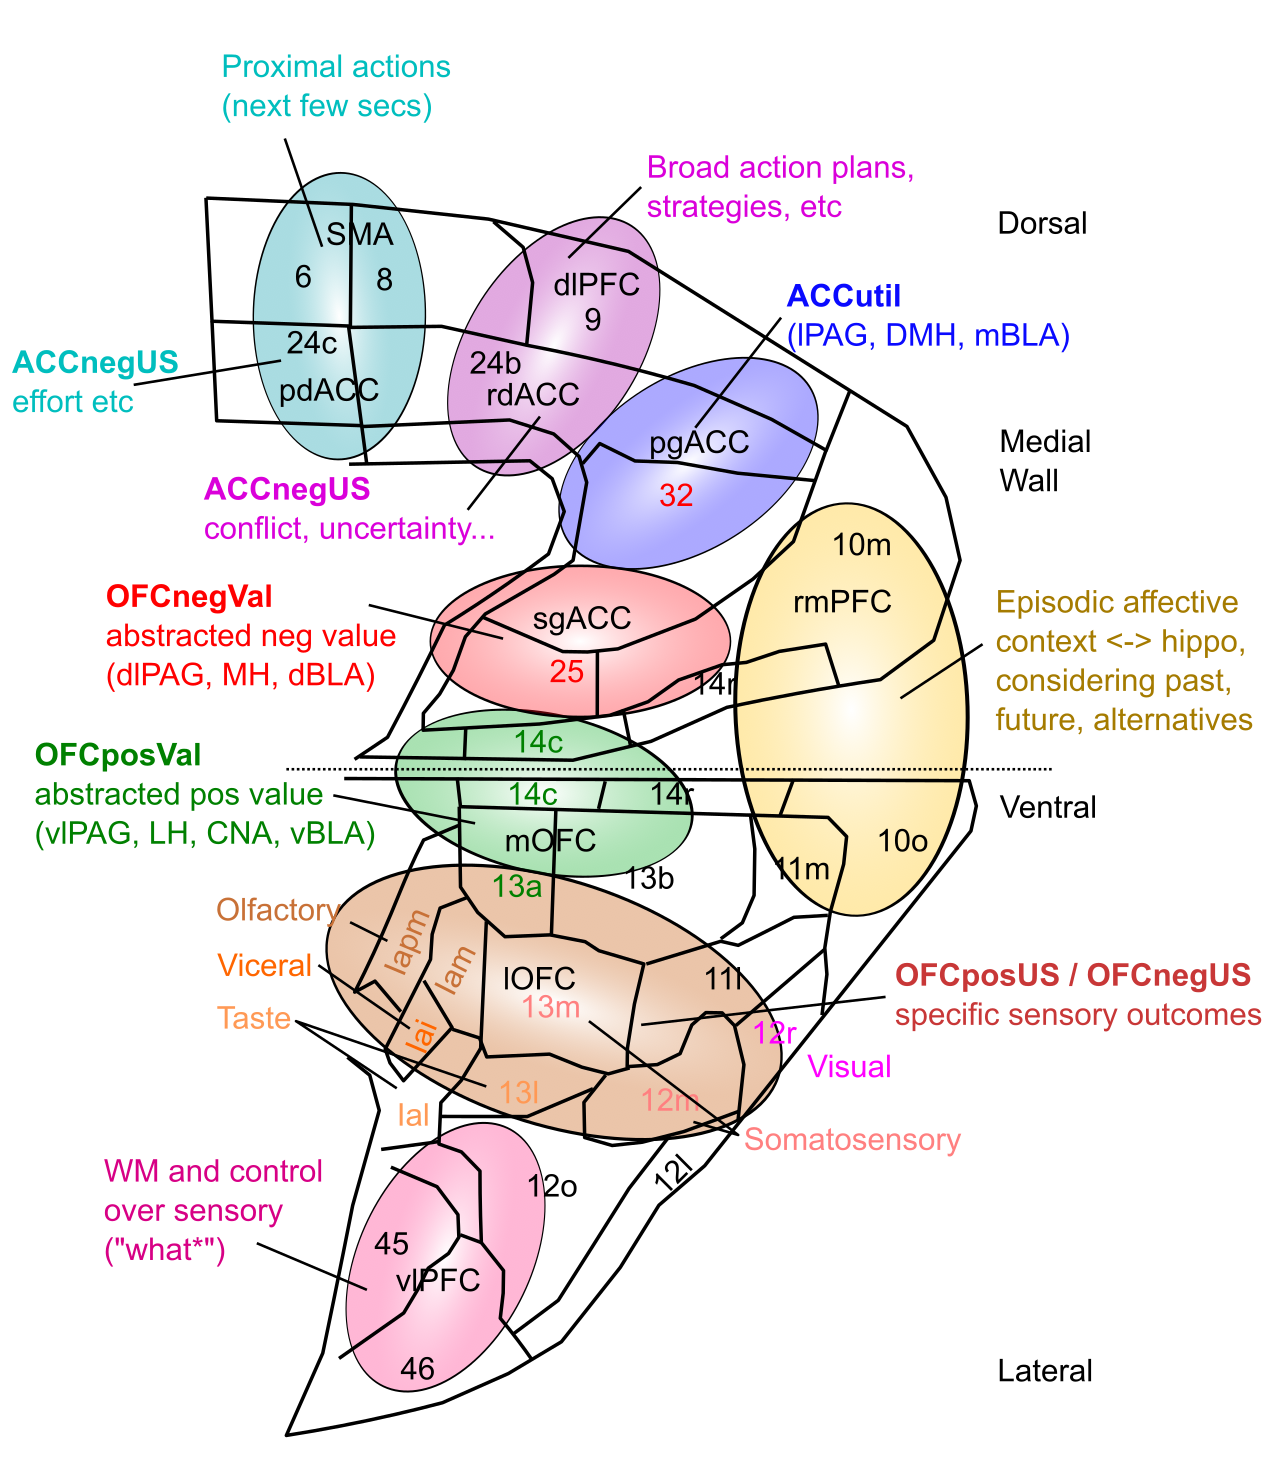 Proximal actions
(next few secs)
Broad action plans,
strategies, etc
Dorsal
SMA
6
8
dlPFC
9
ACCutil
(lPAG, DMH, mBLA)
ACCnegUS
effort etc
24c
pdACC
24b
rdACC
pgACC
32
Medial
Wall
ACCnegUS
conflict, uncertainty...
10m
rmPFC
OFCnegVal
abstracted neg value
(dlPAG, MH, dBLA)
sgACC
25
14r
Episodic affective
context <-> hippo,
considering past,
future, alternatives
14c
OFCposVal
abstracted pos value
(vlPAG, LH, CNA, vBLA)
14c
14r
Ventral
mOFC
10o
13a
13b
11m
Olfactory
Iapm
Iam
Viceral
lOFC
13m
11l
OFCposUS / OFCnegUS
specific sensory outcomes
Taste
Iai
12r
Visual
13l
12m
Ial
Somatosensory
WM and control
over sensory
("what*")
12o
12l
45
vlPFC
46
Lateral